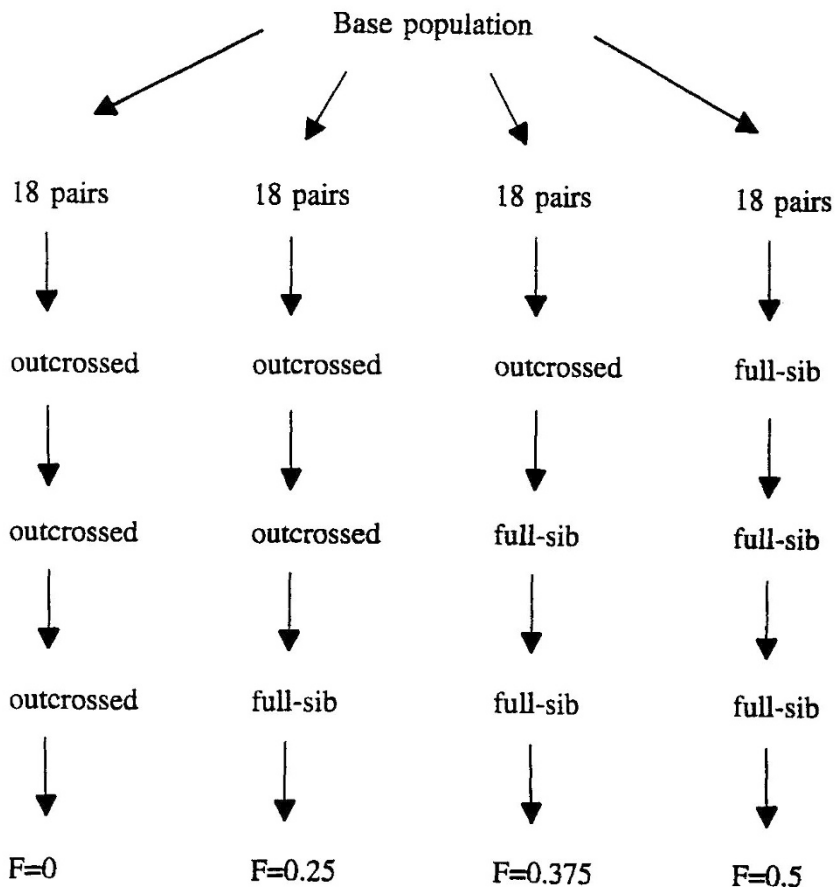 Base population
18 pairs 18 pairs 18 pairs 18 pairs
outcrossed outcrossed outcrossed full-sib
outcrossed outcrossed full-sib full-sib
outcrossed full-sib full-sib full-sib
F=0 F=0.25 F=0.375 F=0.5